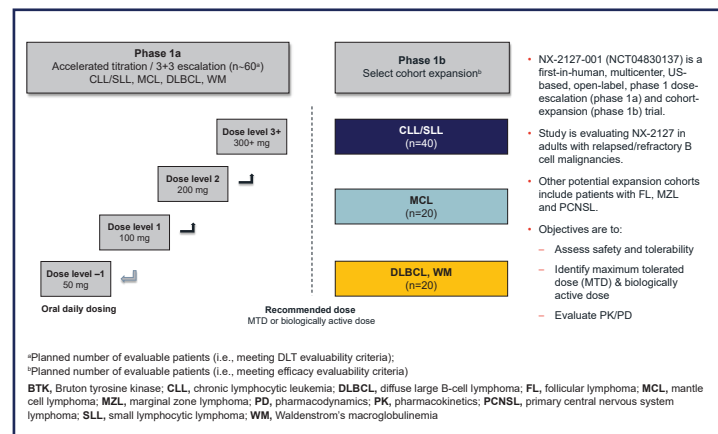 Phase 1a
Accelerated titration / 3+3 escalation (n~60ᵃ)
CLL/SLL, MCL, DLBCL, WM
Phase 1b
Select cohort expansionᵇ
Dose level 3+
300+ mg
Dose level 2
200 mg
Dose level 1
100 mg
Dose level –1
50 mg
Oral daily dosing
CLL/SLL
(n=40)
MCL
(n=20)
DLBCL, WM
(n=20)
Recommended dose
MTD or biologically active dose
• NX-2127-001 (NCT04830137) is a
first-in-human, multicenter, US-
based, open-label, phase 1 dose-
escalation (phase 1a) and cohort-
expansion (phase 1b) trial.
• Study is evaluating NX-2127 in
adults with relapsed/refractory B
cell malignancies.
• Other potential expansion cohorts
include patients with FL, MZL
and PCNSL.
• Objectives are to:
– Assess safety and tolerability
– Identify maximum tolerated
dose (MTD) & biologically
active dose
– Evaluate PK/PD
ᵃPlanned number of evaluable patients (i.e., meeting DLT evaluability criteria);
ᵇPlanned number of evaluable patients (i.e., meeting efficacy evaluability criteria)
BTK, Bruton tyrosine kinase; CLL, chronic lymphocytic leukemia; DLBCL, diffuse large B-cell lymphoma; FL, follicular lymphoma; MCL, mantle
cell lymphoma; MZL, marginal zone lymphoma; PD, pharmacodynamics; PK, pharmacokinetics; PCNSL, primary central nervous system
lymphoma; SLL, small lymphocytic lymphoma; WM, Waldenstrom's macroglobulinemia